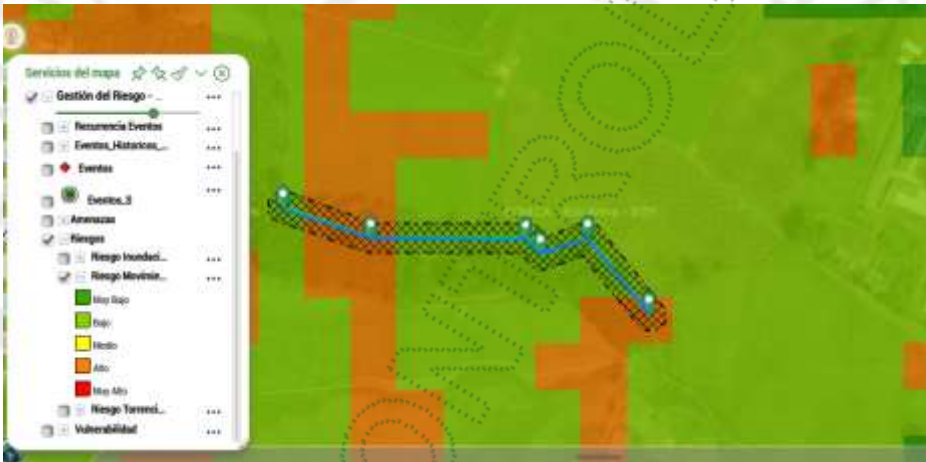 Servicios del mapa
Gestión del Riesgo - ...
Recurrencia Eventos
Eventos_Historicos_...
Eventos
Eventos_S
Amenazas
Riesgos
Riesgo Inundaci...
Riesgo Movimie...
Muy Bajo
Bajo
Medio
Alto
Muy Alto
Riesgo Torrenci...
Vulnerabilidad